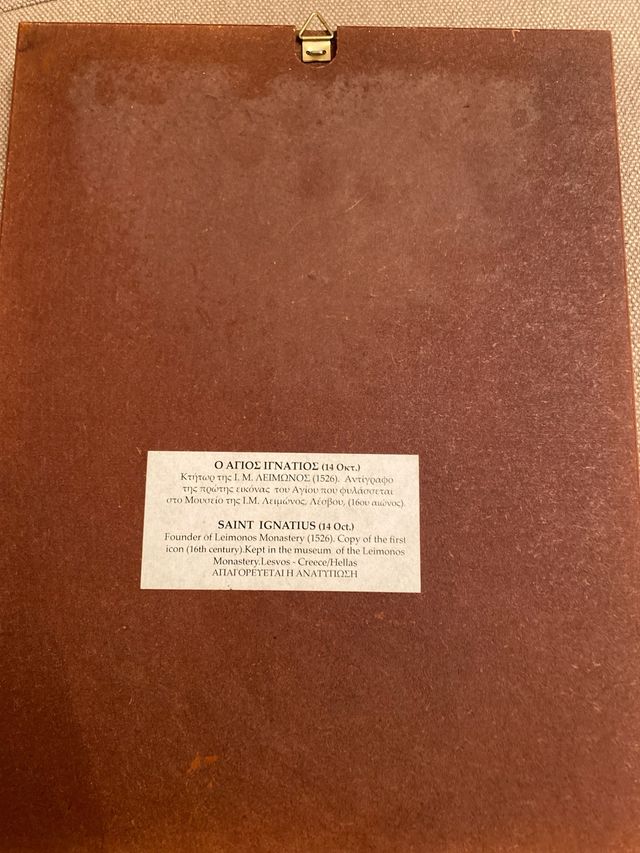 Ο ΑΓΙΟΣ ΙΓΝΑΤΙΟΣ (14 Οκτ.)
Κτήτωρ της Ι. Μ. ΛΕΙΜΩΝΟΣ (1526). Αντίγραφο
της πρώτης εικόνας του Αγίου που φυλάσσεται
στο Μουσείο της Ι.Μ. Λειμώνος, Λέσβου, (16ου αιώνος).
SAINT IGNATIUS (14 Oct.)
Founder of Leimonos Monastery (1526). Copy of the first
icon (16th century).Kept in the museum of the Leimonos
Monastery.Lesvos - Creece/Hellas
ΑΠΑΓΟΡΕΥΕΤΑΙ Η ΑΝΑΤΥΠΩΣΗ